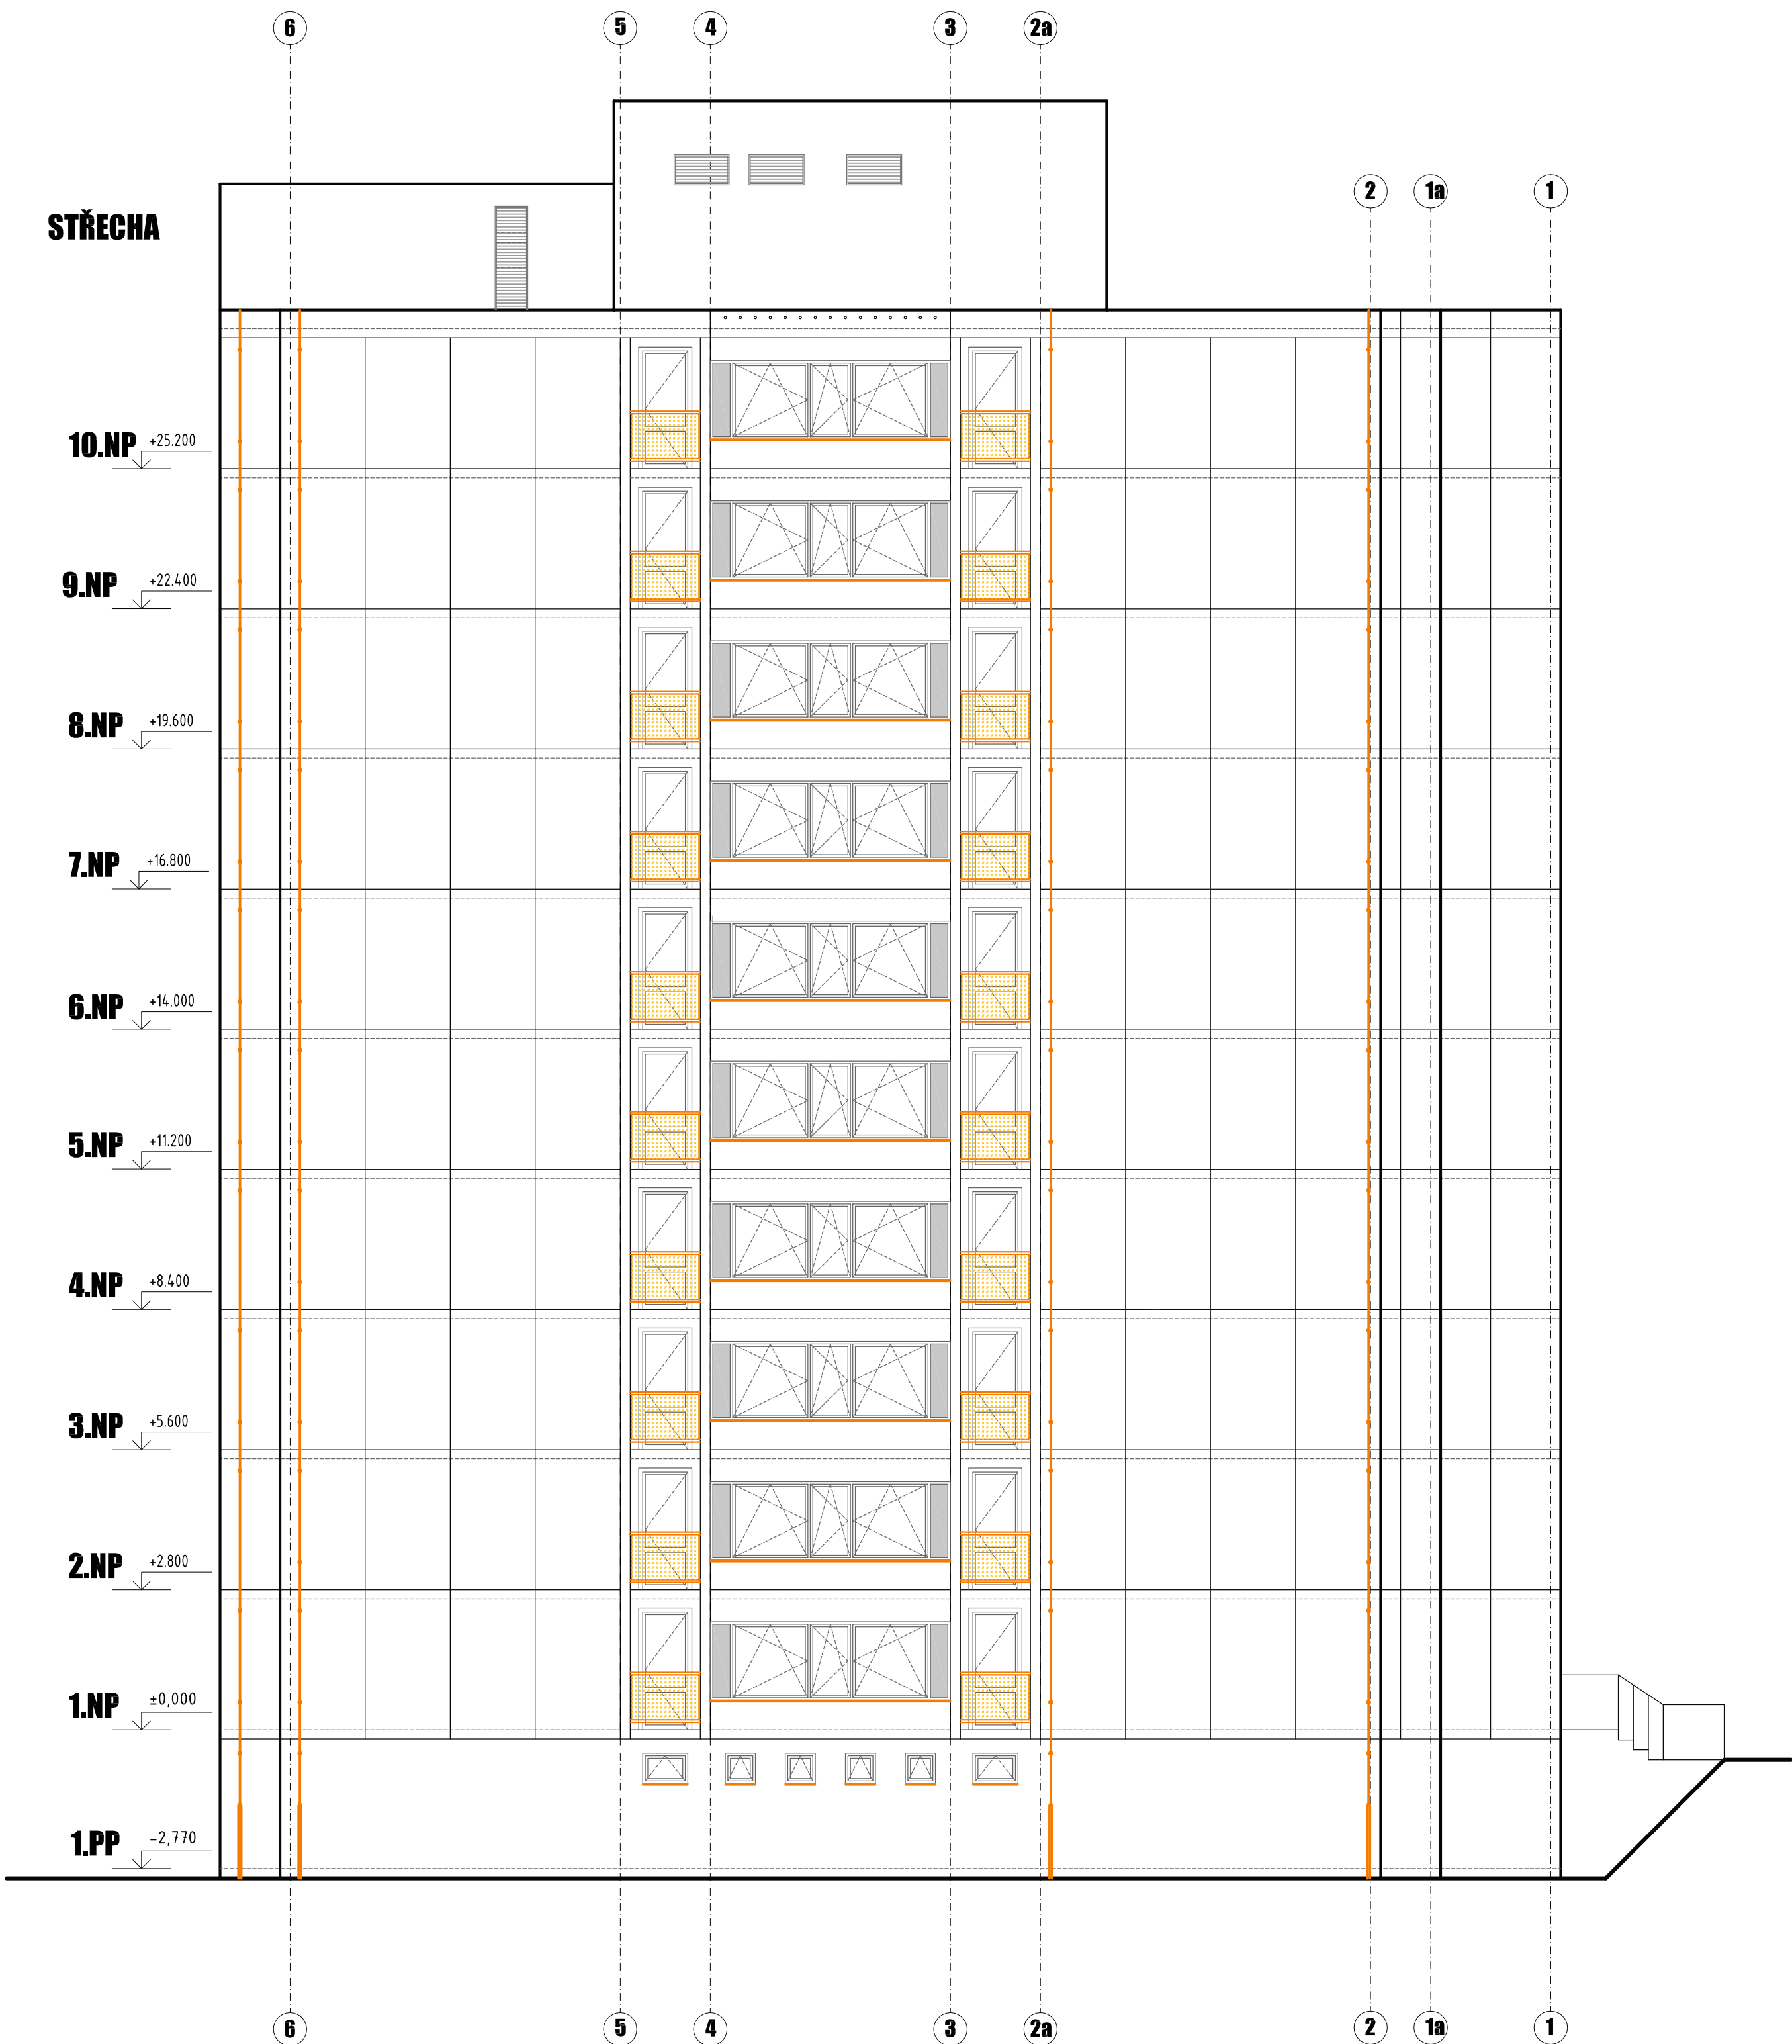 6 5 4 3 2a
2 1a 1
STŘECHA
10.NP +25.200
9.NP +22.400
8.NP +19.600
7.NP +16.800
6.NP +14.000
5.NP +11.200
4.NP +8.400
3.NP +5.600
2.NP +2.800
1.NP ±0,000
1.PP −2,770
6 5 4 3 2a 2 1a 1